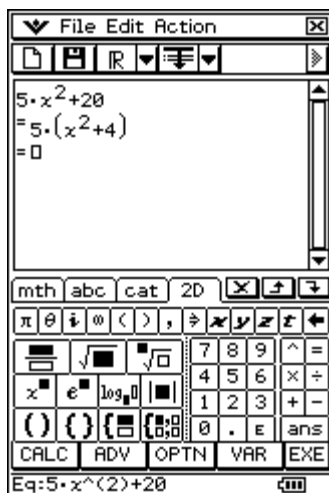 File Edit Action
ℝ
5·x²+20
=5·(x²+4)
=□
mth abc cat 2D
π θ i ∞ ( ) , ⇒ x y z t ←
√■ ■√□ 7 8 9 ^ =
x■ e■ log■□ |■| 4 5 6 × ÷
1 2 3 + -
() {} 0 . E ans
CALC ADV OPTN VAR EXE
Eq:5·x^(2)+20